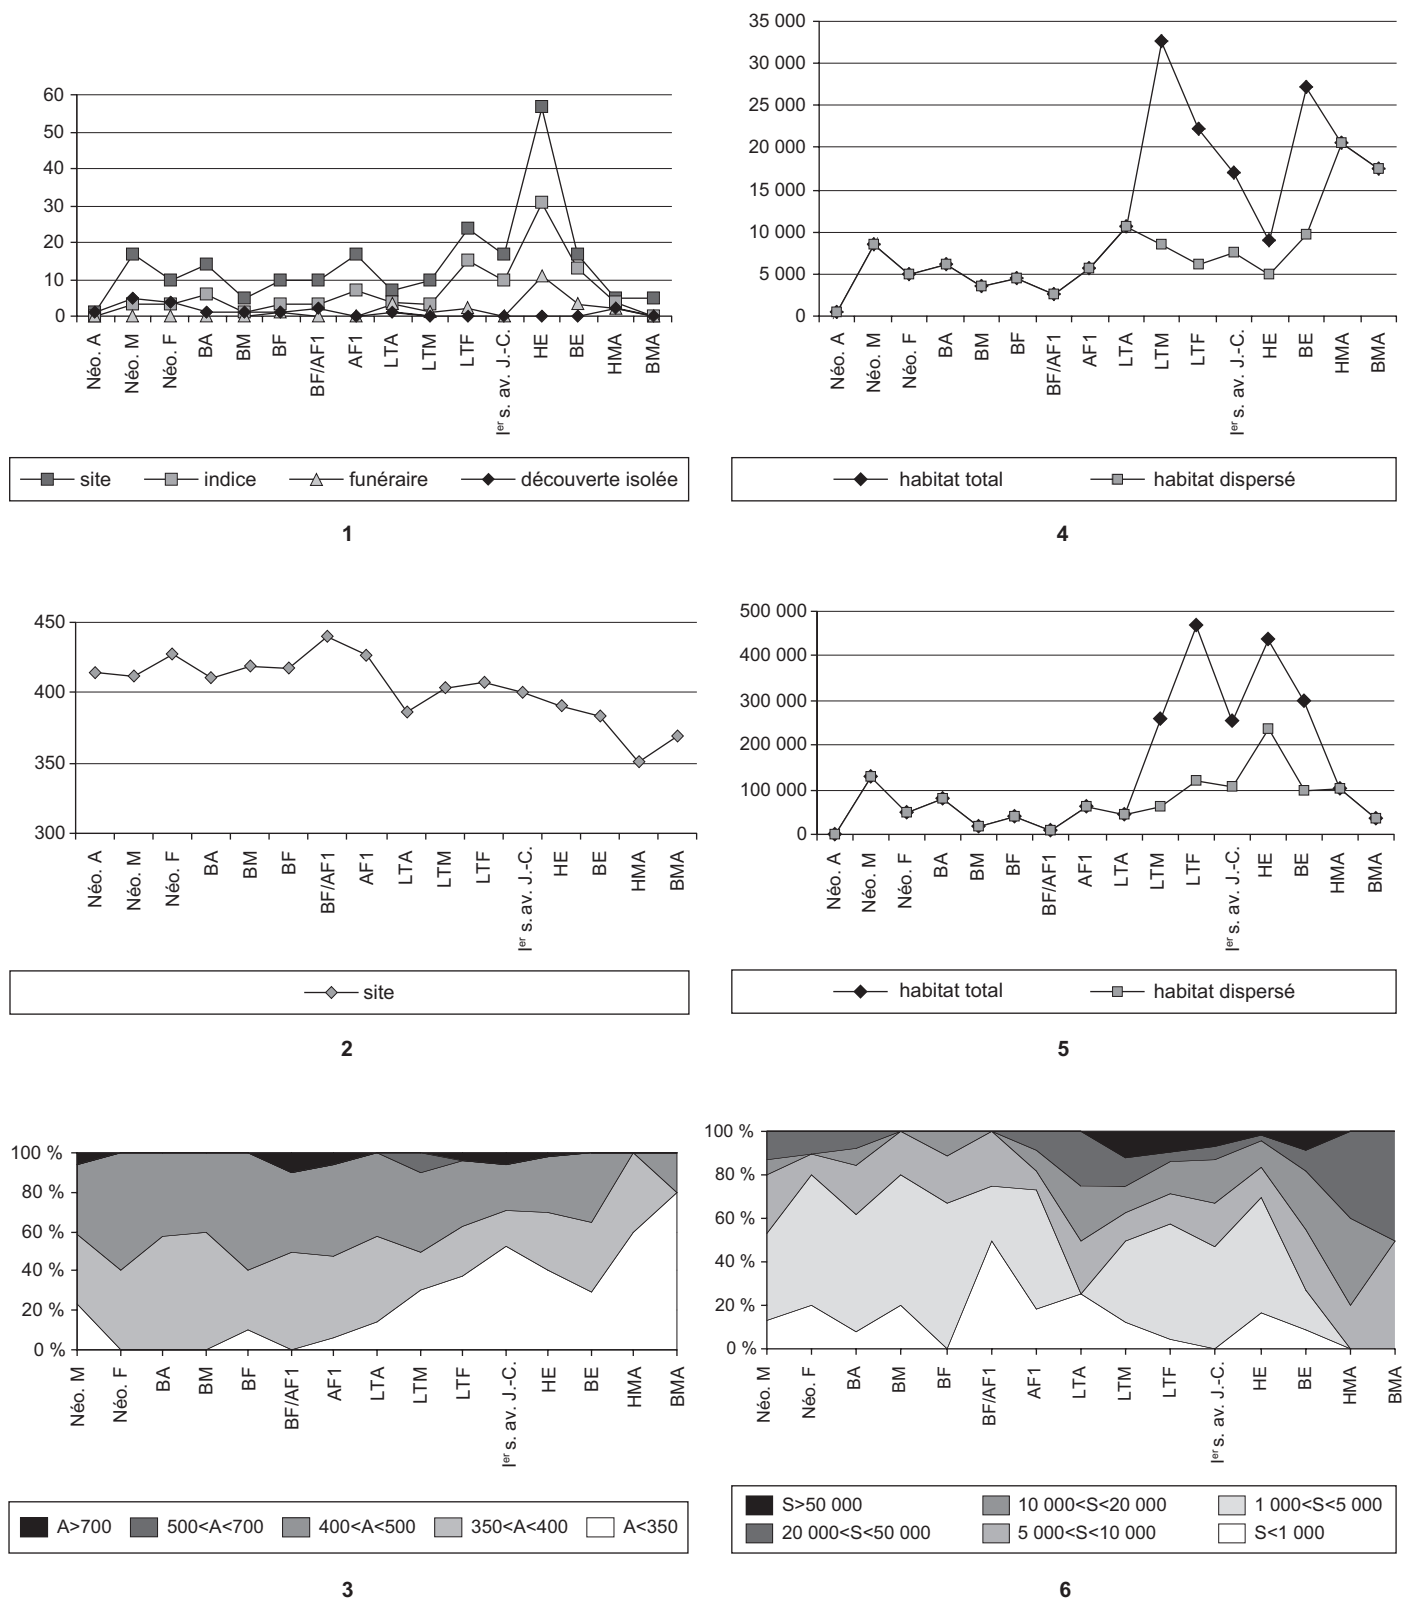 60
50
40
30
20
10
0
Néo. A
Néo. M
Néo. F
BA
BM
BF
BF/AF1
AF1
LTA
LTM
LTF
Ier s. av. J.-C.
HE
BE
HMA
BMA
site
indice
funéraire
découverte isolée
1
35 000
30 000
25 000
20 000
15 000
10 000
5 000
0
Néo. A
Néo. M
Néo. F
BA
BM
BF
BF/AF1
AF1
LTA
LTM
LTF
Ier s. av. J.-C.
HE
BE
HMA
BMA
habitat total
habitat dispersé
4
450
400
350
300
Néo. A
Néo. M
Néo. F
BA
BM
BF
BF/AF1
AF1
LTA
LTM
LTF
Ier s. av. J.-C.
HE
BE
HMA
BMA
site
2
500 000
400 000
300 000
200 000
100 000
0
Néo. A
Néo. M
Néo. F
BA
BM
BF
BF/AF1
AF1
LTA
LTM
LTF
Ier s. av. J.-C.
HE
BE
HMA
BMA
habitat total
habitat dispersé
5
100 %
80 %
60 %
40 %
20 %
0 %
Néo. M
Néo. F
BA
BM
BF
BF/AF1
AF1
LTA
LTM
LTF
Ier s. av. J.-C.
HE
BE
HMA
BMA
A>700
500<A<700
400<A<500
350<A<400
A<350
3
100 %
80 %
60 %
40 %
20 %
0 %
Néo. M
Néo. F
BA
BM
BF
BF/AF1
AF1
LTA
LTM
LTF
Ier s. av. J.-C.
HE
BE
HMA
BMA
S>50 000
10 000<S<20 000
1 000<S<5 000
20 000<S<50 000
5 000<S<10 000
S<1 000
6